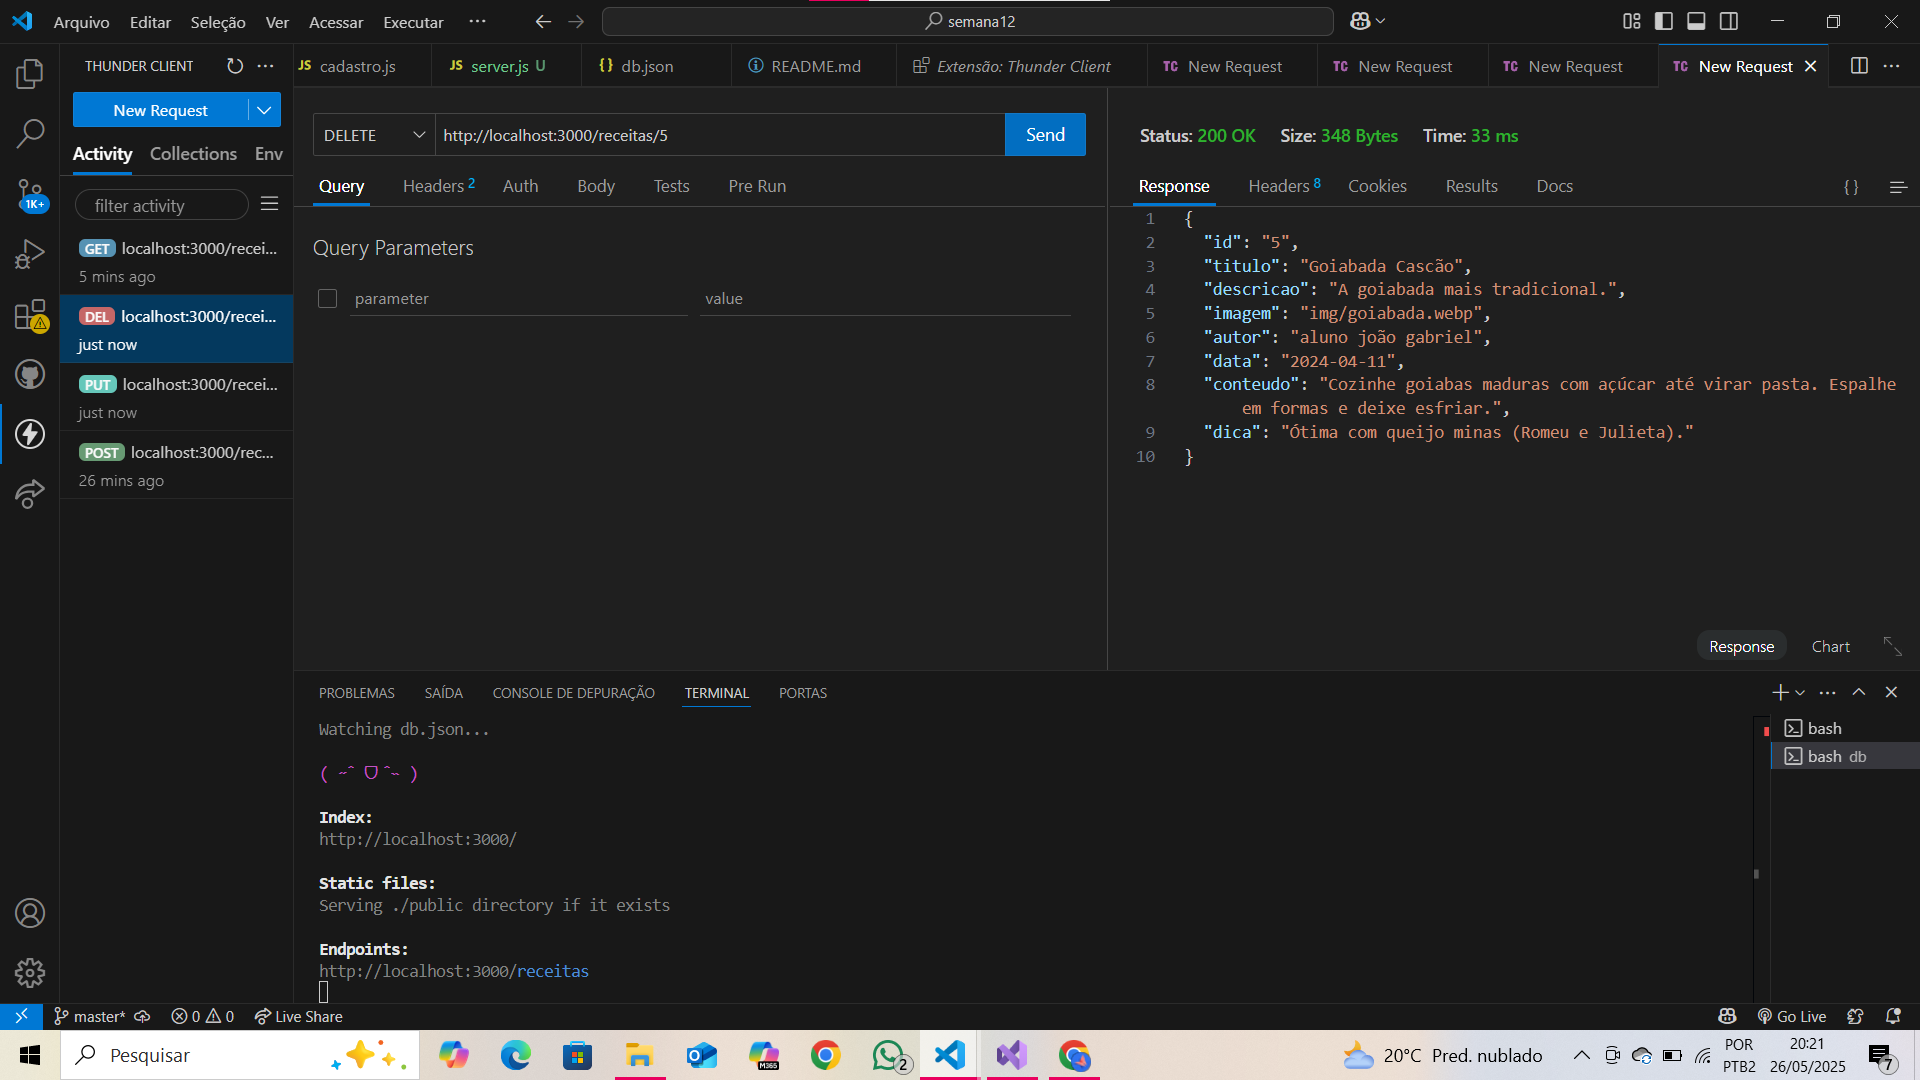 Arquivo Editar Seleção Ver Acessar Executar ··· semana12
THUNDER CLIENT
JS cadastro.js JS server.js U {} db.json README.md Extensão: Thunder Client TC New Request TC New Request TC New Request TC New Request
New Request
Activity Collections Env
filter activity
GET localhost:3000/recei...
5 mins ago
DEL localhost:3000/recei...
just now
PUT localhost:3000/recei...
just now
POST localhost:3000/rec...
26 mins ago
1K+
DELETE http://localhost:3000/receitas/5 Send
Query Headers 2 Auth Body Tests Pre Run
Query Parameters
parameter value
Status: 200 OK Size: 348 Bytes Time: 33 ms
Response Headers 8 Cookies Results Docs { }
1 {
2 "id": "5",
3 "titulo": "Goiabada Cascão",
4 "descricao": "A goiabada mais tradicional.",
5 "imagem": "img/goiabada.webp",
6 "autor": "aluno joão gabriel",
7 "data": "2024-04-11",
8 "conteudo": "Cozinhe goiabas maduras com açúcar até virar pasta. Espalhe
em formas e deixe esfriar.",
9 "dica": "Ótima com queijo minas (Romeu e Julieta)."
10 }
Response Chart
PROBLEMAS SAÍDA CONSOLE DE DEPURAÇÃO TERMINAL PORTAS
Watching db.json...
( ˶ˆ ᗜ ˆ˵ )
Index:
http://localhost:3000/
Static files:
Serving ./public directory if it exists
Endpoints:
http://localhost:3000/receitas
bash
bash db
master* 0 0 Live Share Go Live
Pesquisar M365 2 20°C Pred. nublado POR PTB2 20:21 26/05/2025 7